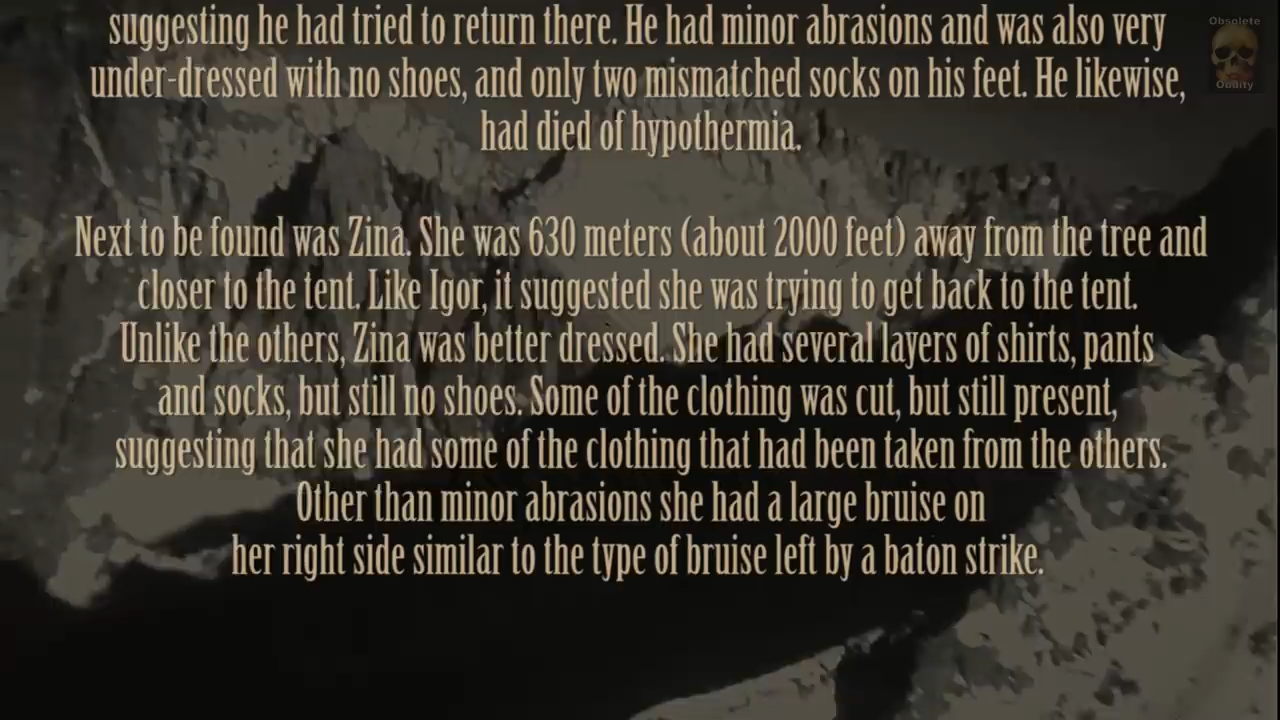 suggesting he had tried to return there. He had minor abrasions and was also very
under-dressed with no shoes, and only two mismatched socks on his feet. He likewise,
had died of hypothermia.
Next to be found was Zina. She was 630 meters (about 2000 feet) away from the tree and
closer to the tent. Like Igor, it suggested she was trying to get back to the tent.
Unlike the others, Zina was better dressed. She had several layers of shirts, pants
and socks, but still no shoes. Some of the clothing was cut, but still present,
suggesting that she had some of the clothing that had been taken from the others.
Other than minor abrasions she had a large bruise on
her right side similar to the type of bruise left by a baton strike.
Obsolete
Oddity